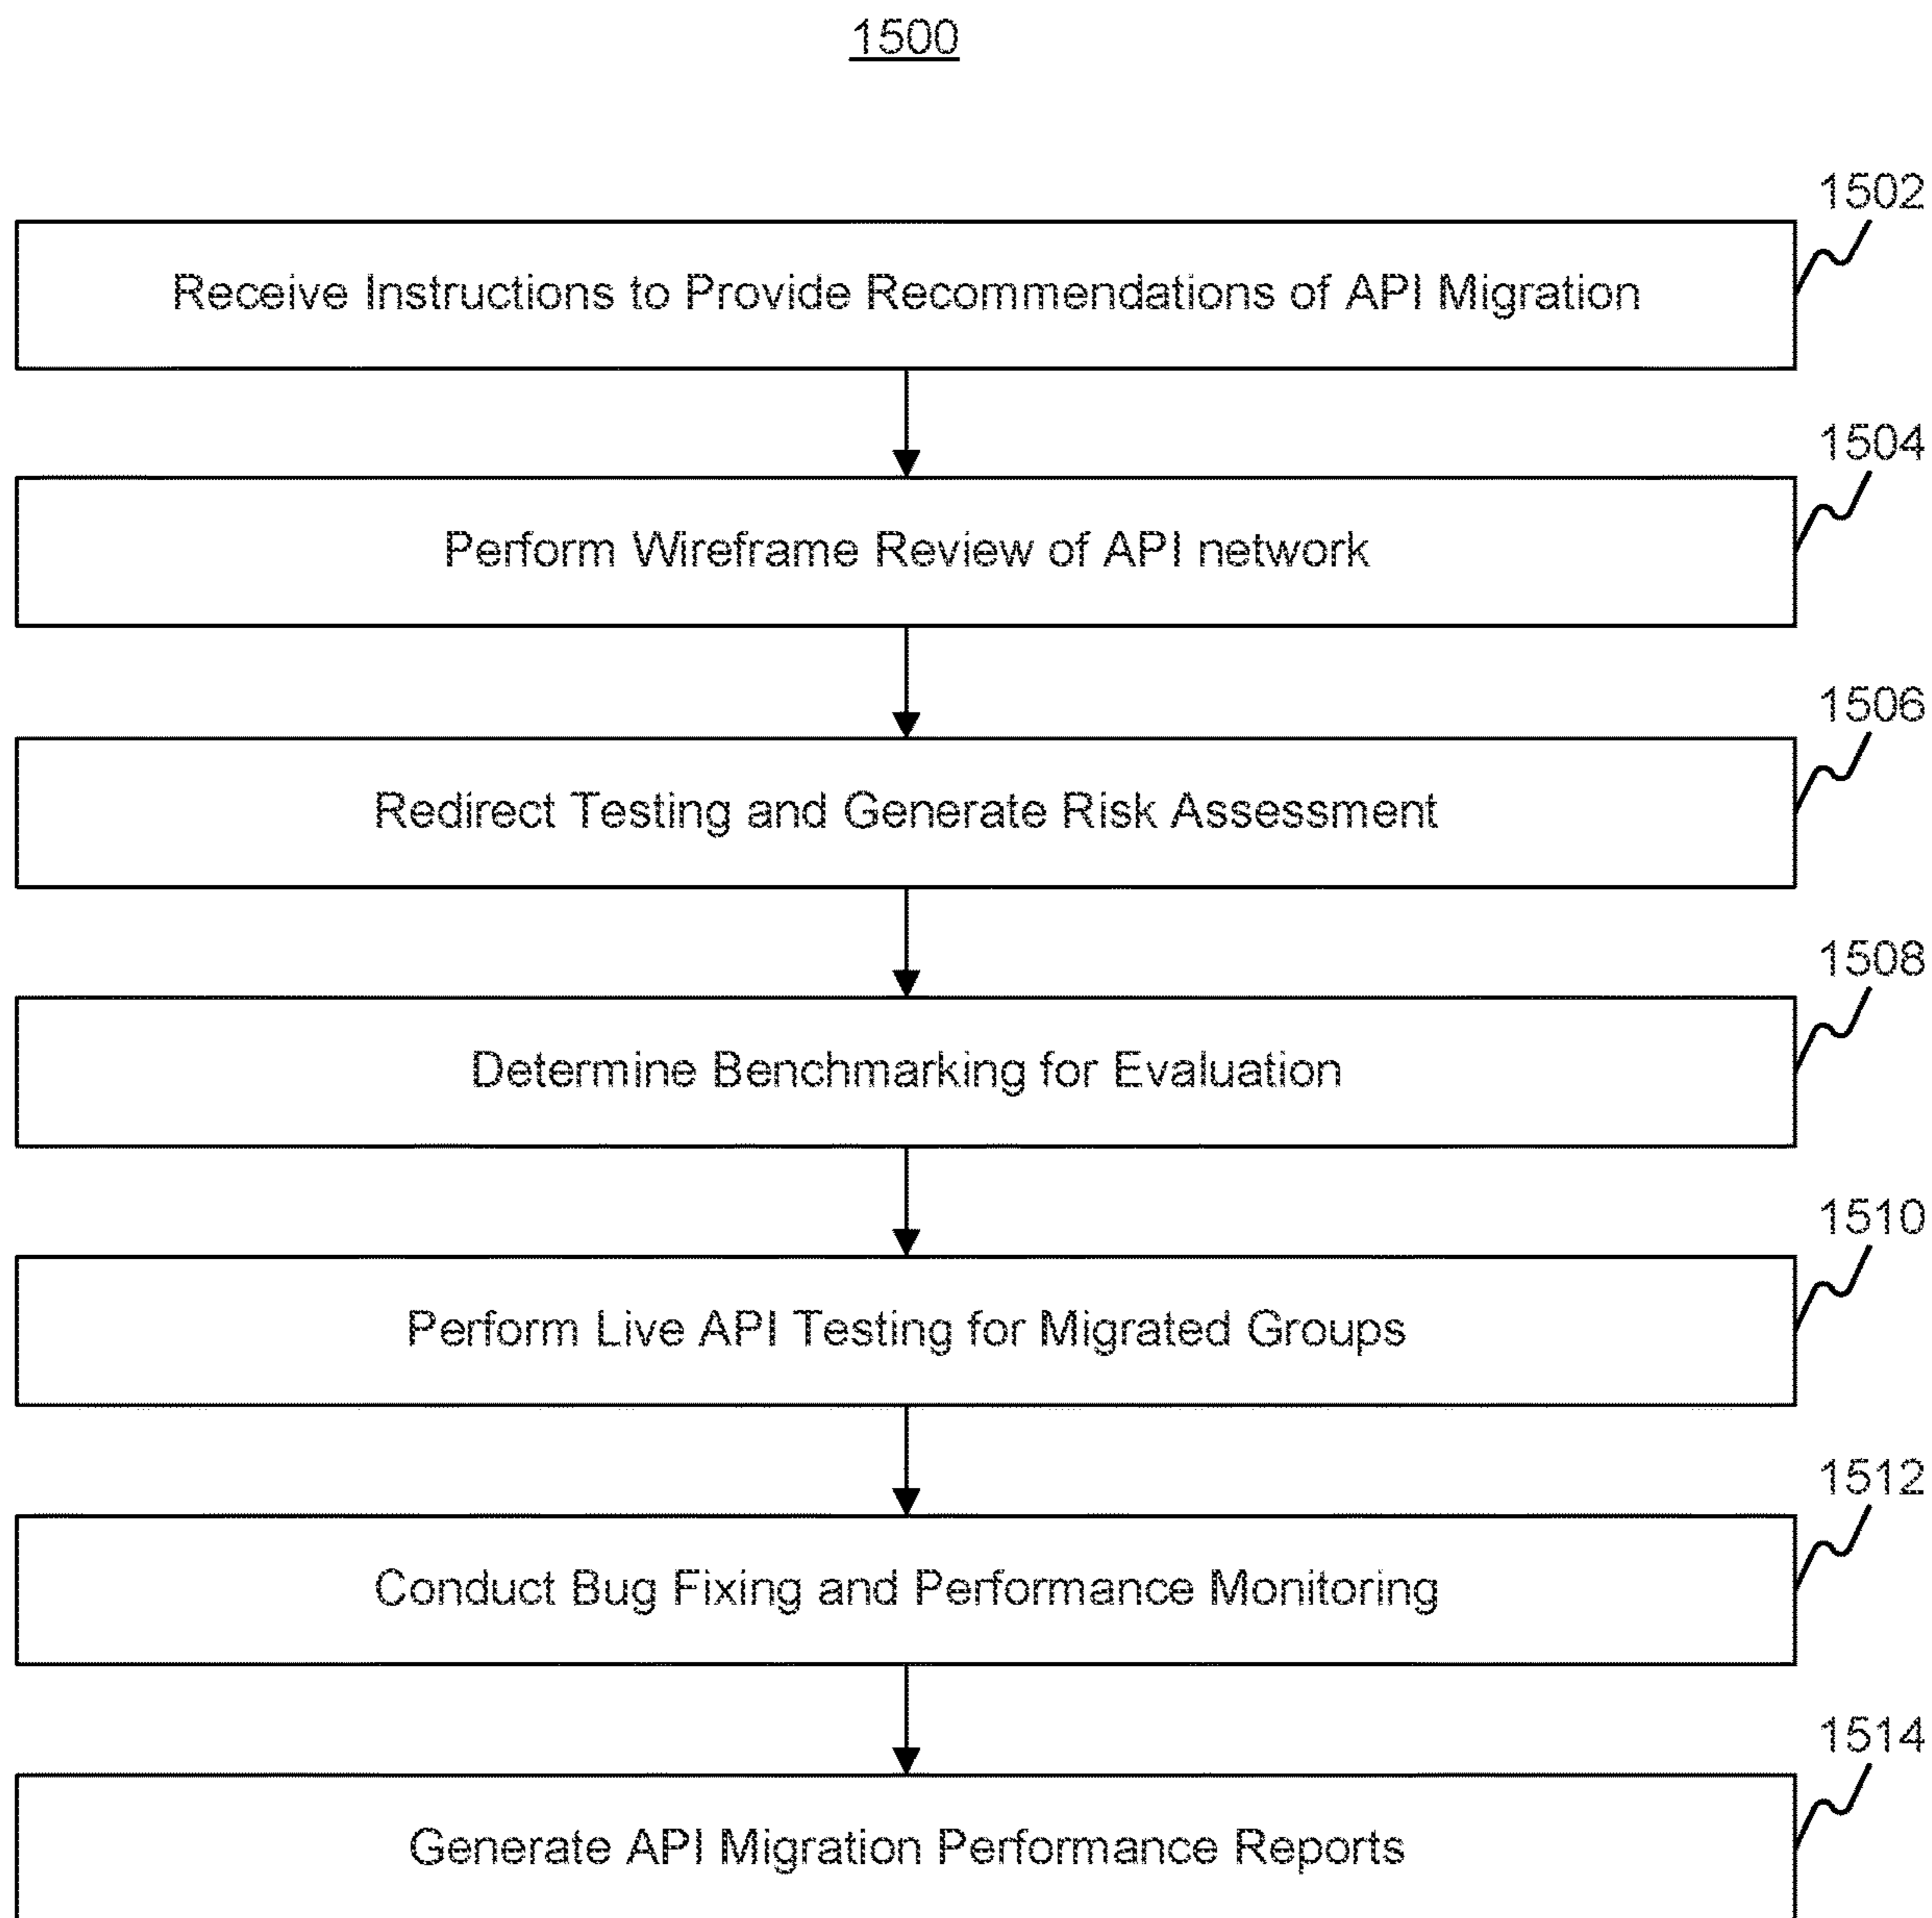 1500
1502
Receive Instructions to Provide Recommendations of API Migration
1504
Perform Wireframe Review of API network
1506
Redirect Testing and Generate Risk Assessment
1508
Determine Benchmarking for Evaluation
1510
Perform Live API Testing for Migrated Groups
1512
Conduct Bug Fixing and Performance Monitoring
1514
Generate API Migration Performance Reports